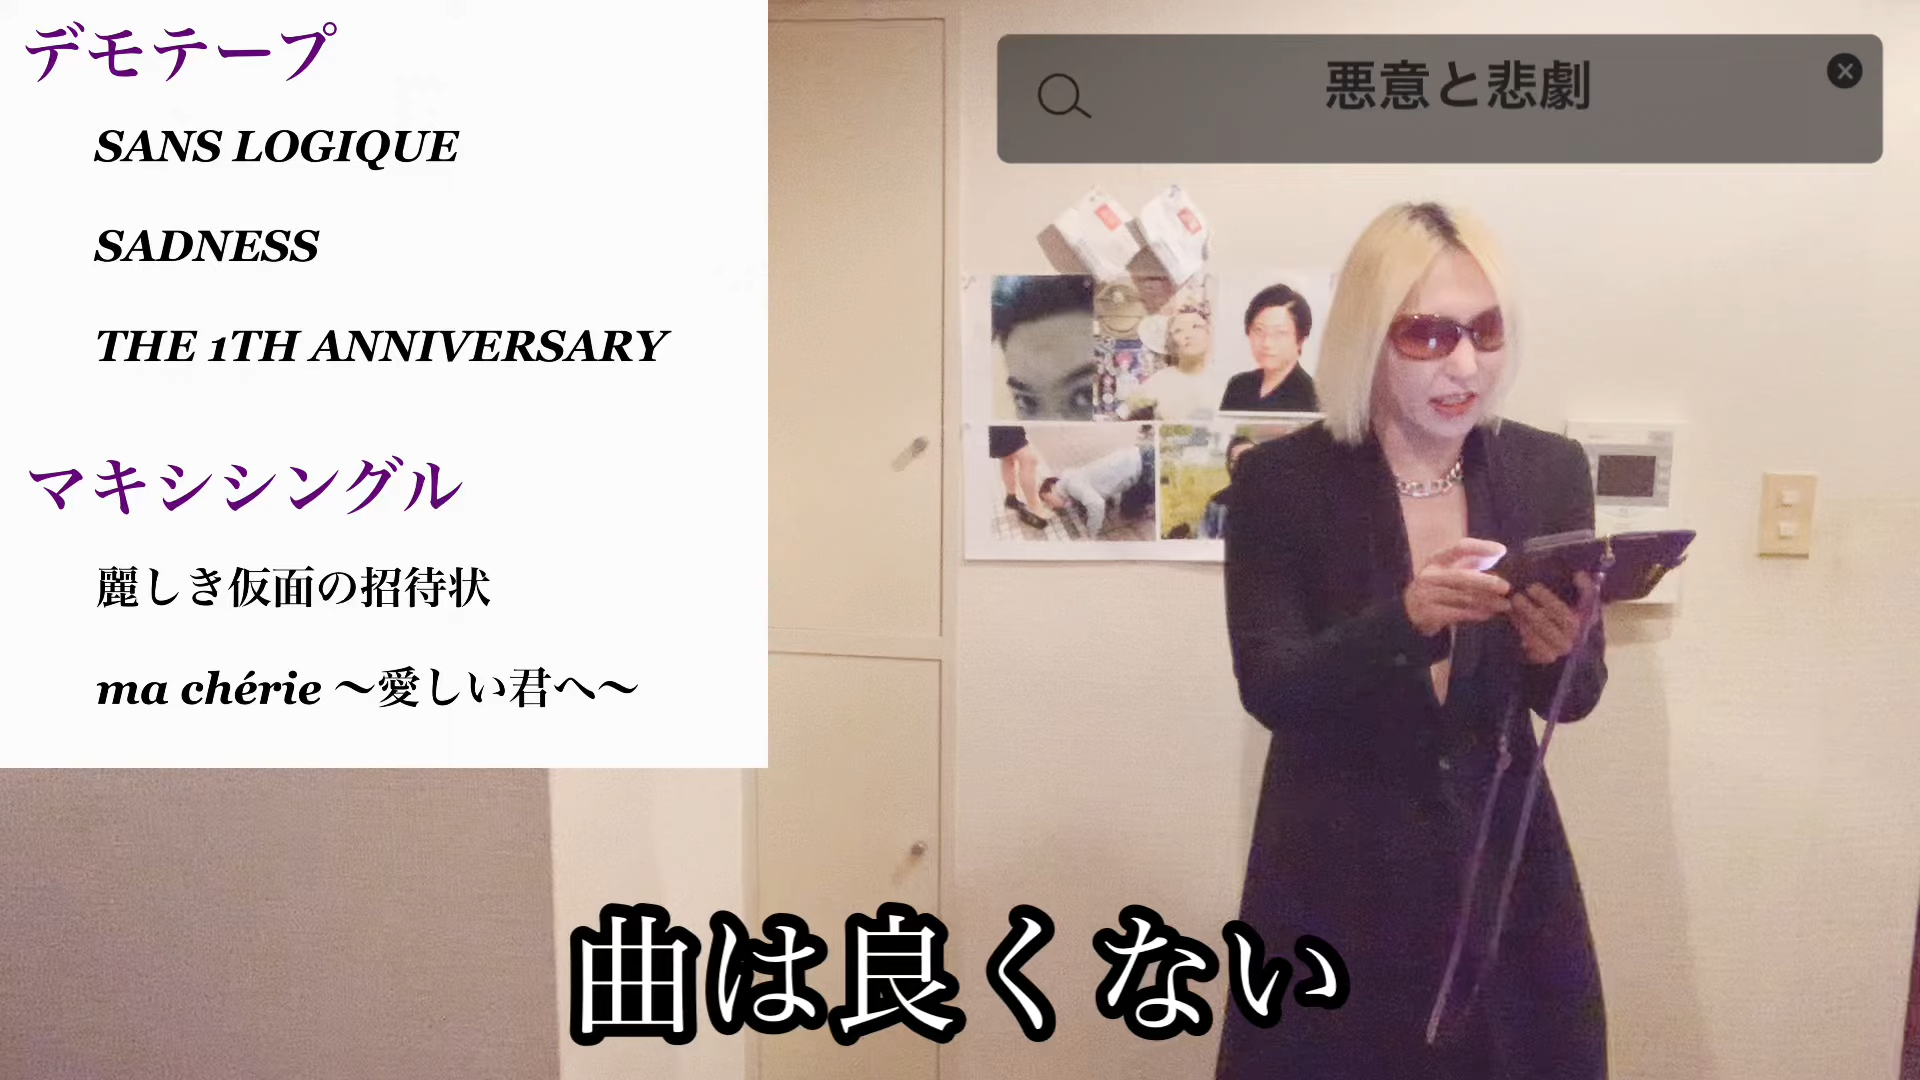 デモテープ
SANS LOGIQUE
SADNESS
THE 1TH ANNIVERSARY
マキシシングル
麗しき仮面の招待状
ma chérie 〜愛しい君へ〜
悪意と悲劇
曲は良くない